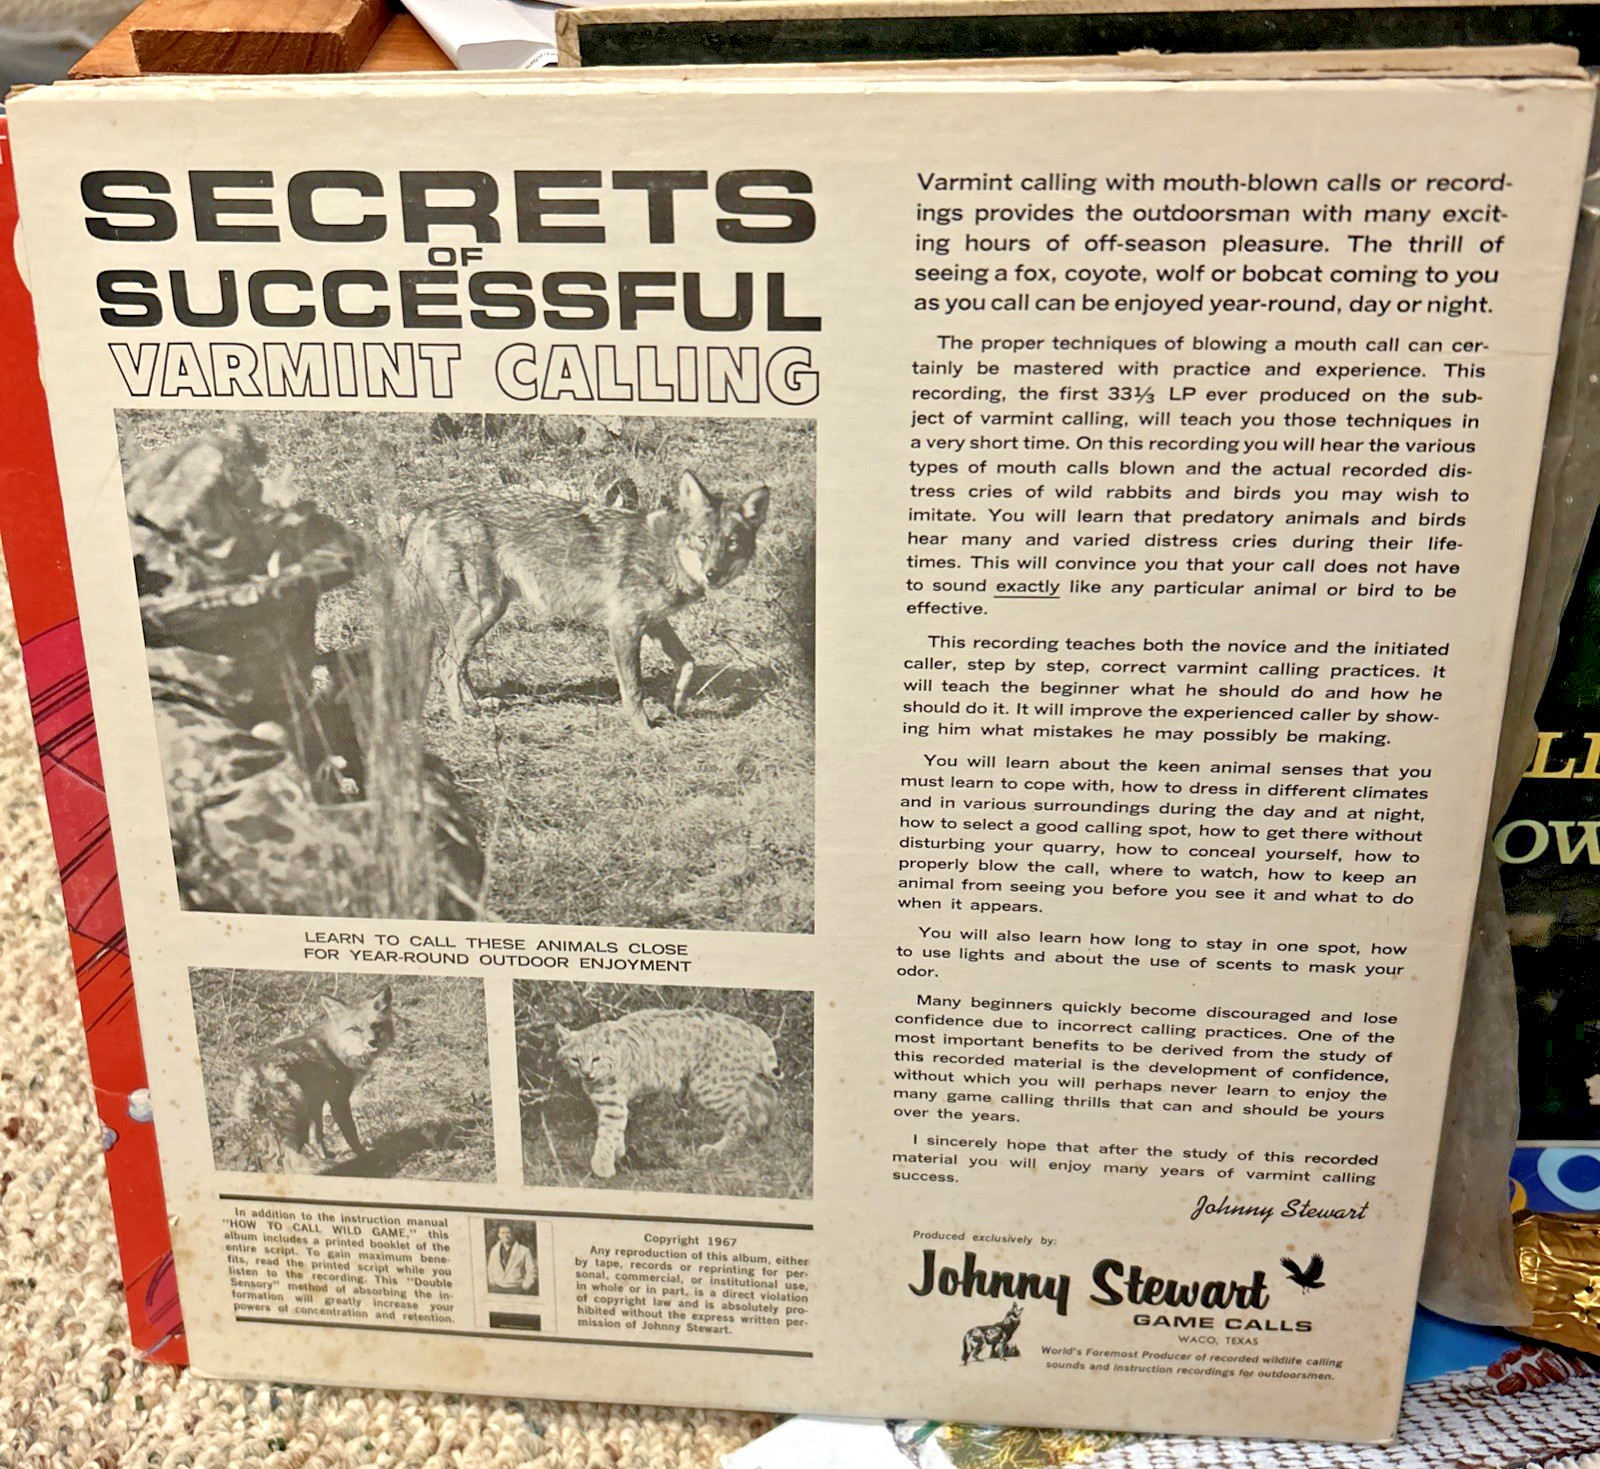 SECRETS
OF
SUCCESSFUL
VARMINT CALLING
LEARN TO CALL THESE ANIMALS CLOSE
FOR YEAR-ROUND OUTDOOR ENJOYMENT
In addition to the instruction manual
"HOW TO CALL WILD GAME," this
album includes a printed booklet of the
entire script. To gain maximum bene-
fits, read the printed script while you
listen to the recording. This "Double
Sensory" method of absorbing the in-
formation will greatly increase your
powers of concentration and retention.
Copyright 1967
Any reproduction of this album, either
by tape, records or reprinting for per-
sonal, commercial, or institutional use,
in whole or in part, is a direct violation
of copyright law and is absolutely pro-
hibited without the express written per-
mission of Johnny Stewart.
Varmint calling with mouth-blown calls or record-
ings provides the outdoorsman with many excit-
ing hours of off-season pleasure. The thrill of
seeing a fox, coyote, wolf or bobcat coming to you
as you call can be enjoyed year-round, day or night.
The proper techniques of blowing a mouth call can cer-
tainly be mastered with practice and experience. This
recording, the first 33⅓ LP ever produced on the sub-
ject of varmint calling, will teach you those techniques in
a very short time. On this recording you will hear the various
types of mouth calls blown and the actual recorded dis-
tress cries of wild rabbits and birds you may wish to
imitate. You will learn that predatory animals and birds
hear many and varied distress cries during their life-
times. This will convince you that your call does not have
to sound exactly like any particular animal or bird to be
effective.
This recording teaches both the novice and the initiated
caller, step by step, correct varmint calling practices. It
will teach the beginner what he should do and how he
should do it. It will improve the experienced caller by show-
ing him what mistakes he may possibly be making.
You will learn about the keen animal senses that you
must learn to cope with, how to dress in different climates
and in various surroundings during the day and at night,
how to select a good calling spot, how to get there without
disturbing your quarry, how to conceal yourself, how to
properly blow the call, where to watch, how to keep an
animal from seeing you before you see it and what to do
when it appears.
You will also learn how long to stay in one spot, how
to use lights and about the use of scents to mask your
odor.
Many beginners quickly become discouraged and lose
confidence due to incorrect calling practices. One of the
most important benefits to be derived from the study of
this recorded material is the development of confidence,
without which you will perhaps never learn to enjoy the
many game calling thrills that can and should be yours
over the years.
I sincerely hope that after the study of this recorded
material you will enjoy many years of varmint calling
success.
Johnny Stewart
Produced exclusively by:
Johnny Stewart
GAME CALLS
WACO, TEXAS
World's Foremost Producer of recorded wildlife calling
sounds and instruction recordings for outdoorsmen.